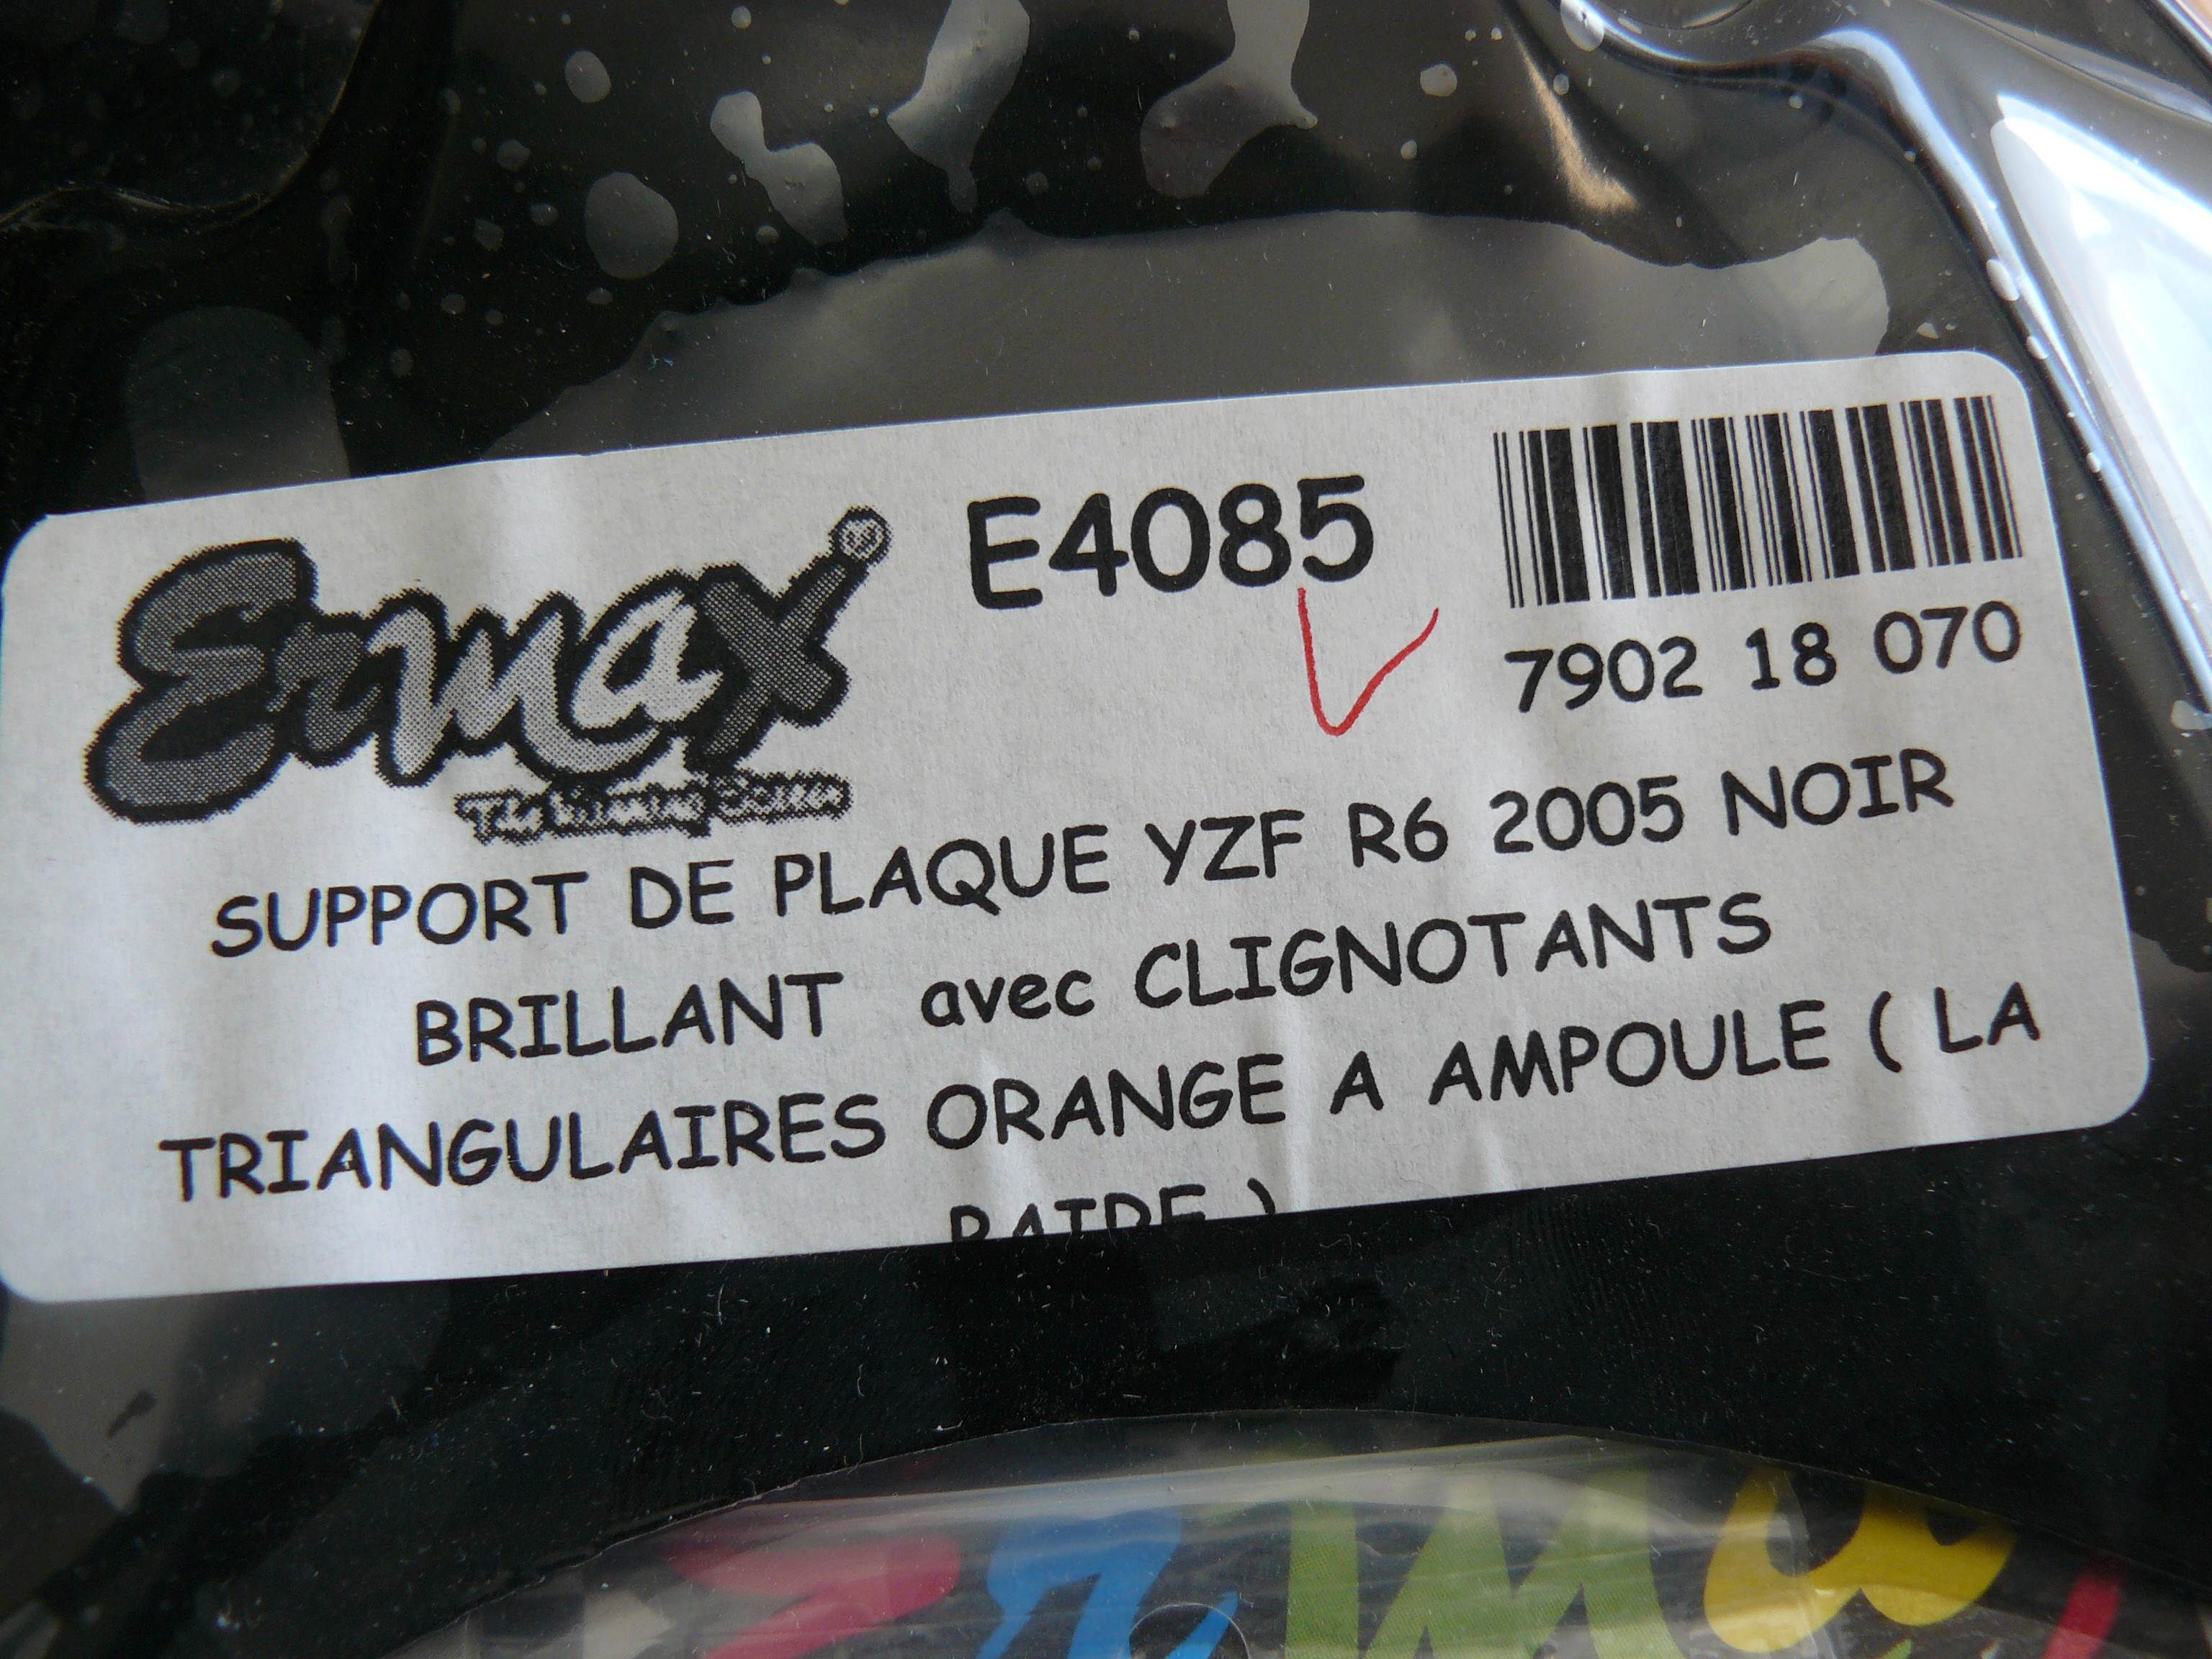 Ermax
E4085
7902 18 070
SUPPORT DE PLAQUE YZF R6 2005 NOIR
BRILLANT avec CLIGNOTANTS
TRIANGULAIRES ORANGE A AMPOULE ( LA
PAIRE )